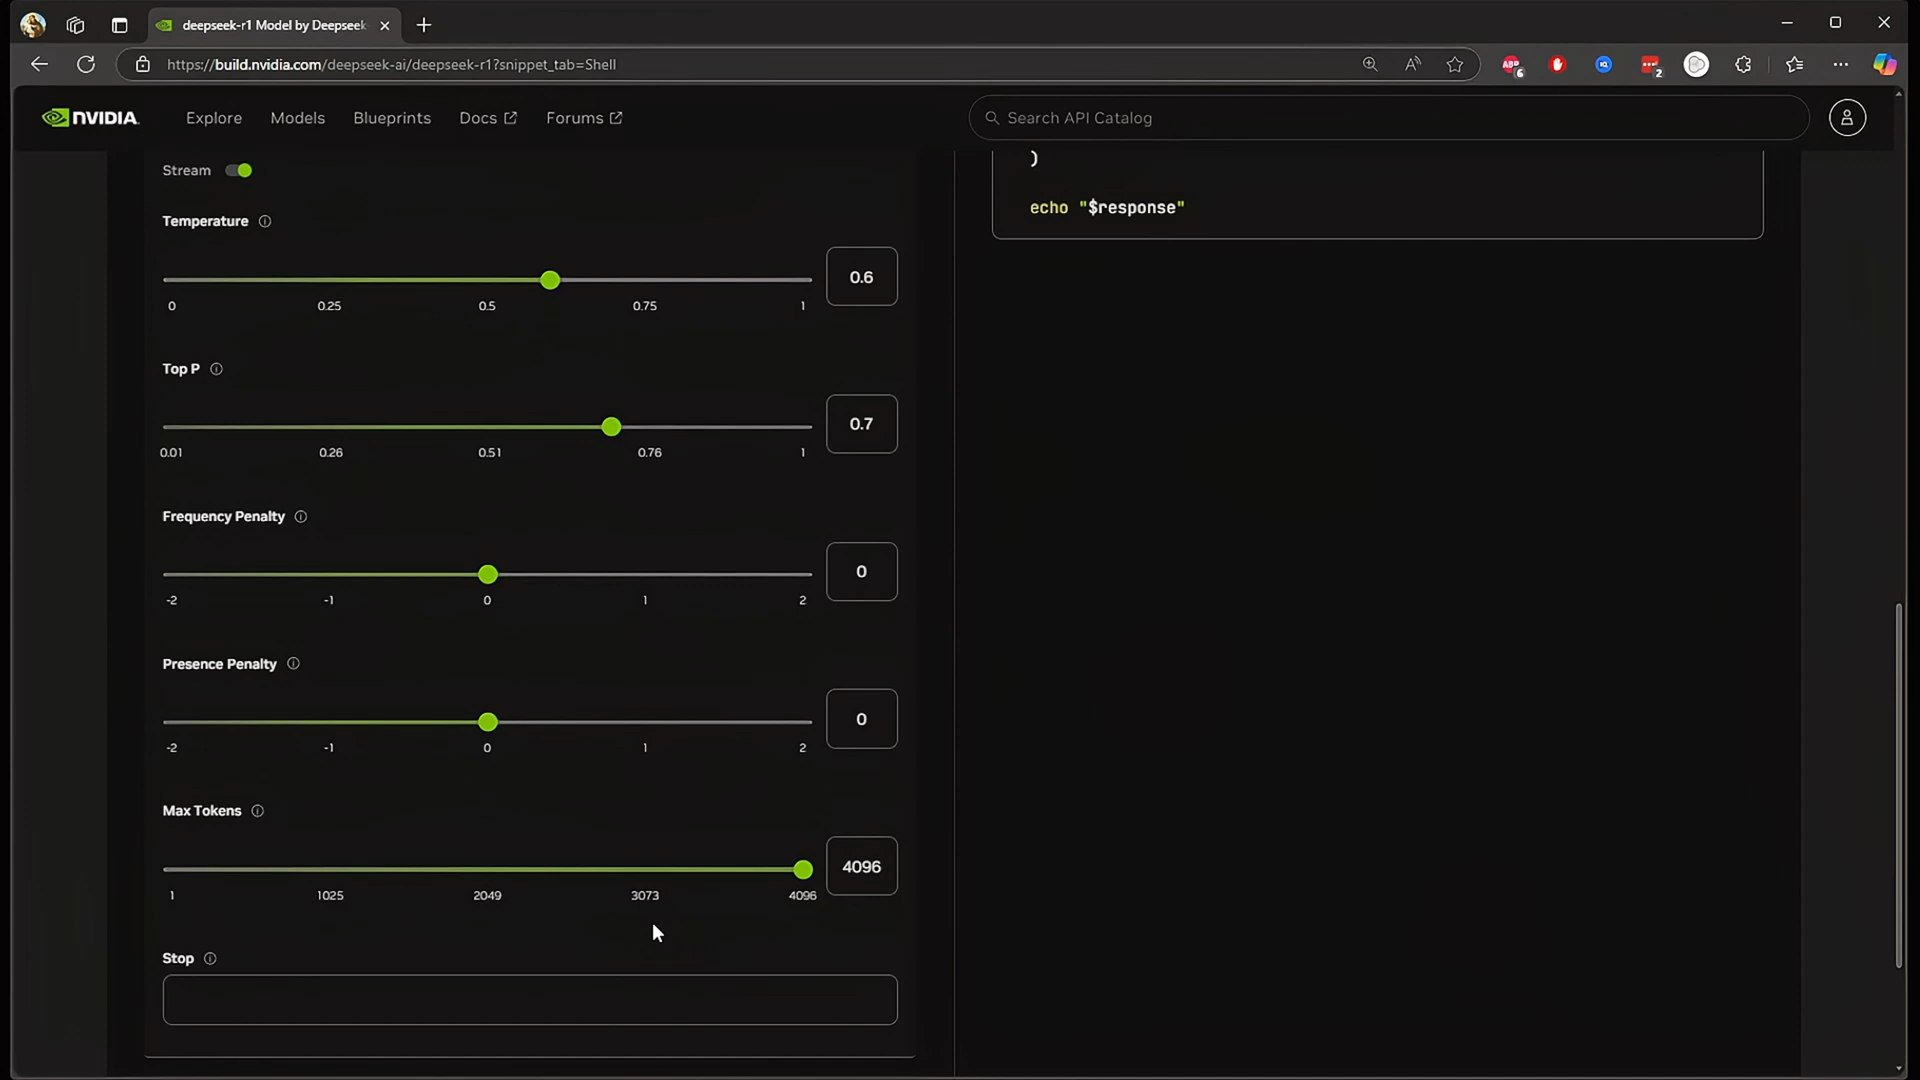 deepseek-r1 Model by Deepseek-
https://build.nvidia.com/deepseek-ai/deepseek-r1?snippet_tab=Shell
ABP 6
2
NVIDIA.
Explore
Models
Blueprints
Docs
Forums
Search API Catalog
Stream
Temperature
0.6
0 0.25 0.5 0.75 1
Top P
0.7
0.01 0.26 0.51 0.76 1
Frequency Penalty
0
-2 -1 0 1 2
Presence Penalty
0
-2 -1 0 1 2
Max Tokens
4096
1 1025 2049 3073 4096
Stop
)
echo "$response"